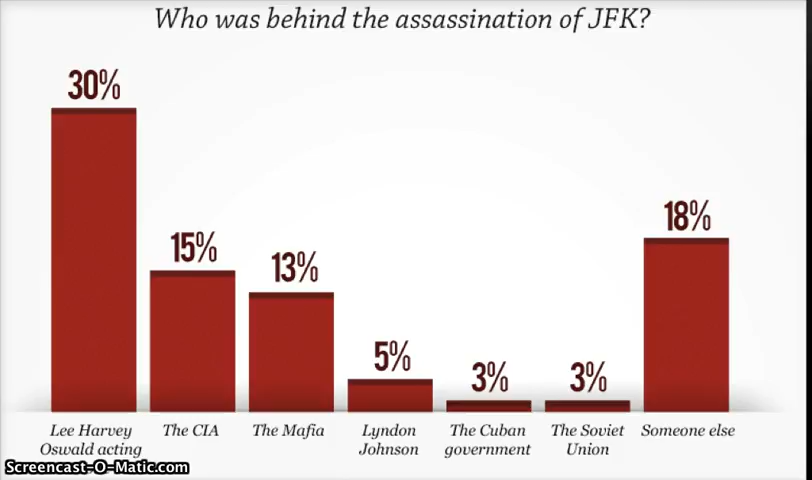 Who was behind the assassination of JFK?
30%
15%
13%
5%
3%
3%
18%
Lee Harvey
Oswald acting
The CIA
The Mafia
Lyndon
Johnson
The Cuban
government
The Soviet
Union
Someone else
Screencast-O-Matic.com